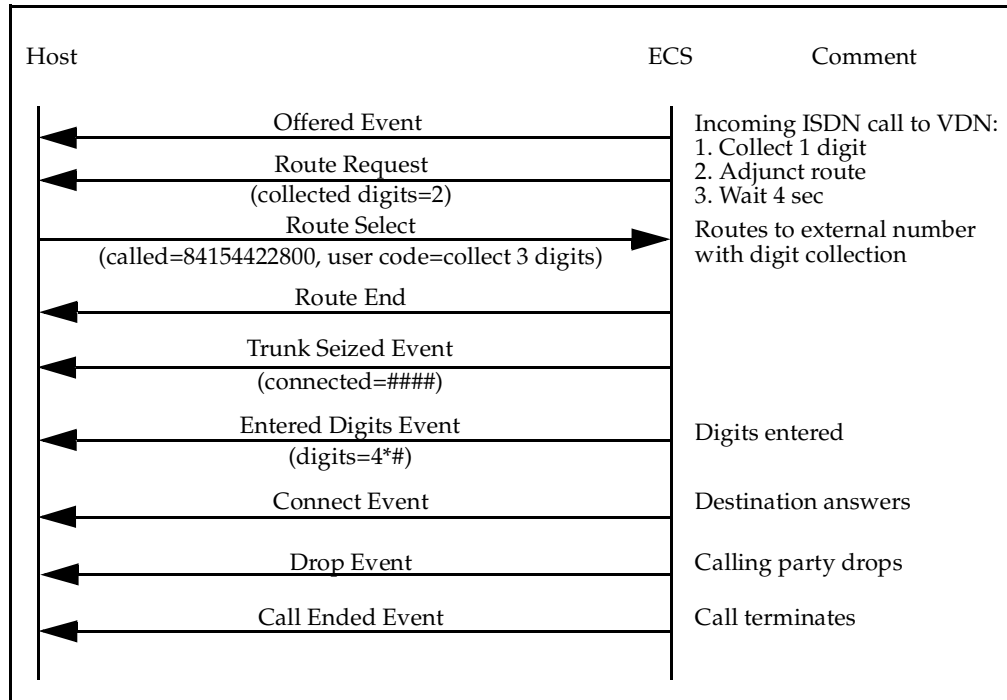 Host
ECS
Comment
Offered Event
Incoming ISDN call to VDN:
1. Collect 1 digit
Route Request
2. Adjunct route
(collected digits=2)
3. Wait 4 sec
Route Select
Routes to external number
(called=84154422800, user code=collect 3 digits)
with digit collection
Route End
Trunk Seized Event
(connected=####)
Entered Digits Event
Digits entered
(digits=4*#)
Connect Event
Destination answers
Drop Event
Calling party drops
Call Ended Event
Call terminates